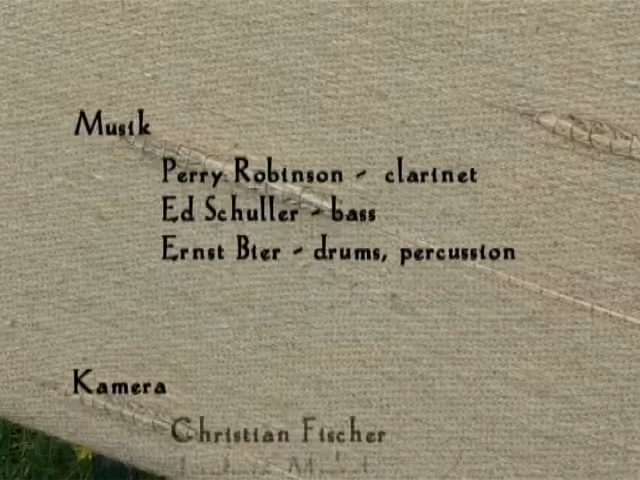 Musik
Perry Robinson - clarinet
Ed Schuller - bass
Ernst Bier - drums, percussion
Kamera
Christian Fischer